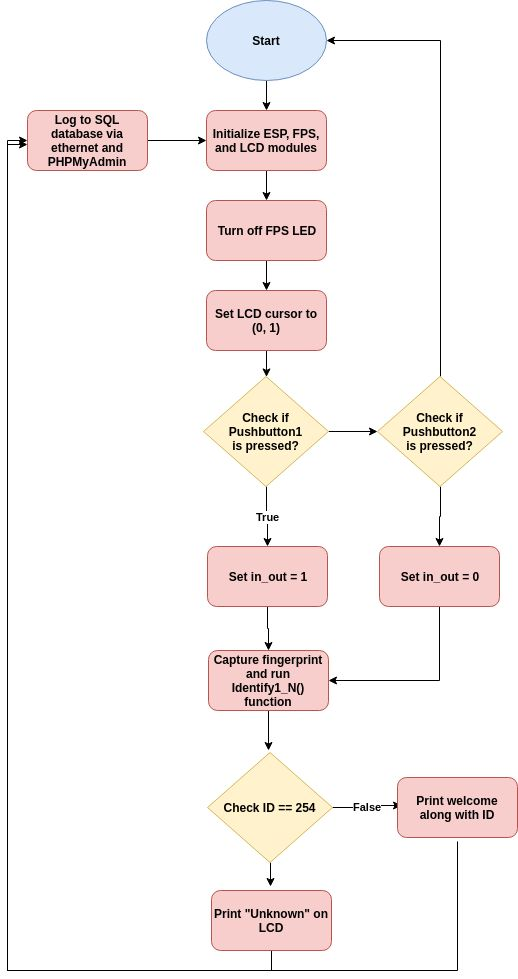 Start
Log to SQL
database via
ethernet and
PHPMyAdmin
Initialize ESP, FPS,
and LCD modules
Turn off FPS LED
Set LCD cursor to
(0, 1)
Check if
Pushbutton1
is pressed?
Check if
Pushbutton2
is pressed?
True
Set in_out = 1
Set in_out = 0
Capture fingerprint
and run
Identify1_N()
function
Check ID == 254
False
Print welcome
along with ID
Print "Unknown" on
LCD